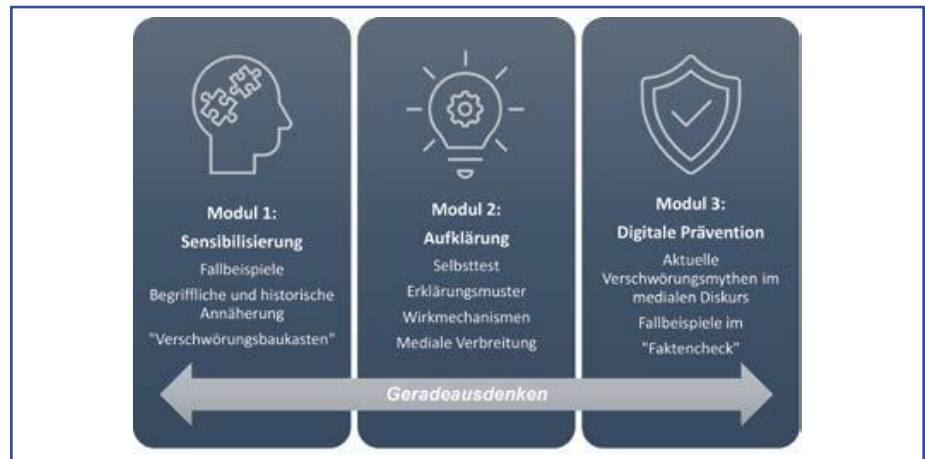 Modul 1:
Sensibilisierung
Fallbeispiele
Begriffliche und historische
Annäherung
"Verschwörungsbaukasten"
Modul 2:
Aufklärung
Selbsttest
Erklärungsmuster
Wirkmechanismen
Mediale Verbreitung
Modul 3:
Digitale Prävention
Aktuelle
Verschwörungsmythen im
medialen Diskurs
Fallbeispiele im
"Faktencheck"
Geradeausdenken